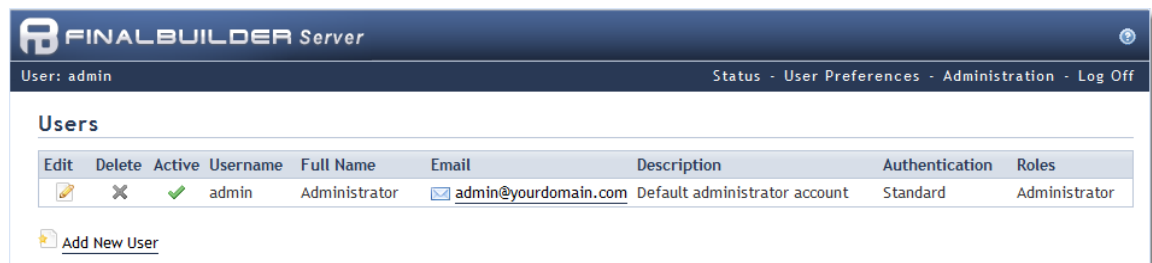 FINALBUILDER Server
User: admin Status - User Preferences - Administration - Log Off
Users
Edit Delete Active Username Full Name Email Description Authentication Roles
admin Administrator admin@yourdomain.com Default administrator account Standard Administrator
Add New User